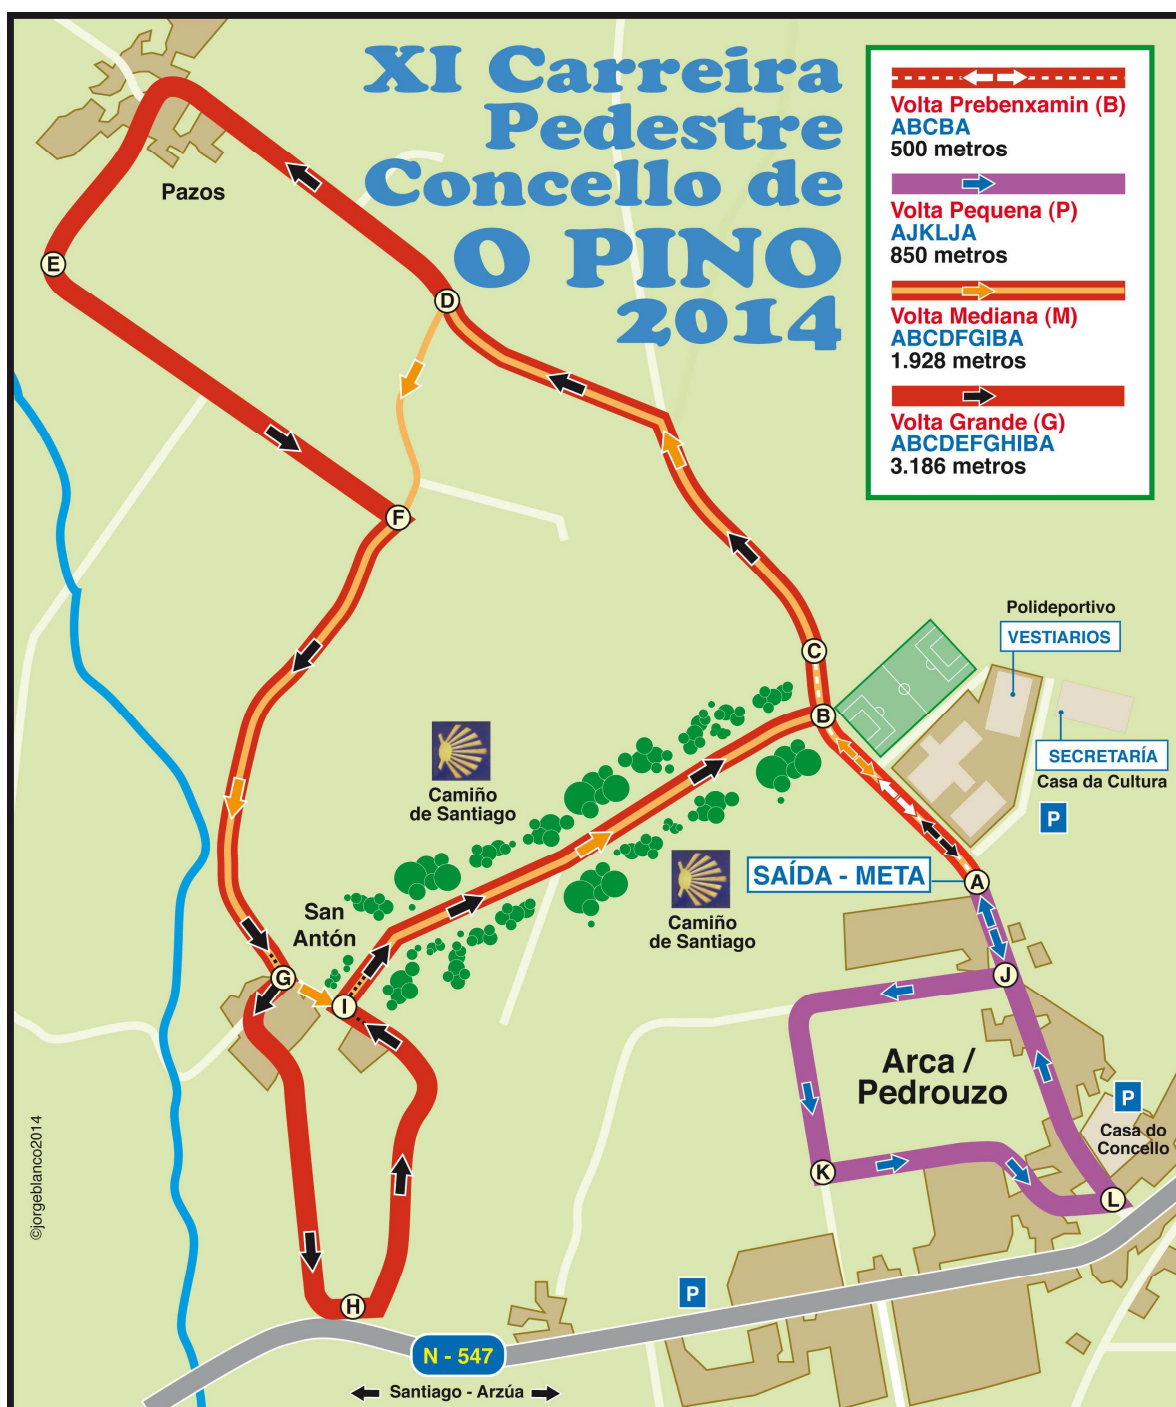 XI Carreira
Pedestre
Concello de
O PINO
2014
Volta Prebenxamin (B)
ABCBA
500 metros
Volta Pequena (P)
AJKLJA
850 metros
Volta Mediana (M)
ABCDFGIBA
1.928 metros
Volta Grande (G)
ABCDEFGHIBA
3.186 metros
Pazos
E
D
F
Polideportivo
VESTIARIOS
C
B
SECRETARÍA
Casa da Cultura
P
Camiño
de Santiago
SAÍDA - META
A
Camiño
de Santiago
San
Antón
G
I
J
Arca /
Pedrouzo
P
Casa do
Concello
K
L
H
P
N - 547
Santiago - Arzúa
©jorgeblanco2014